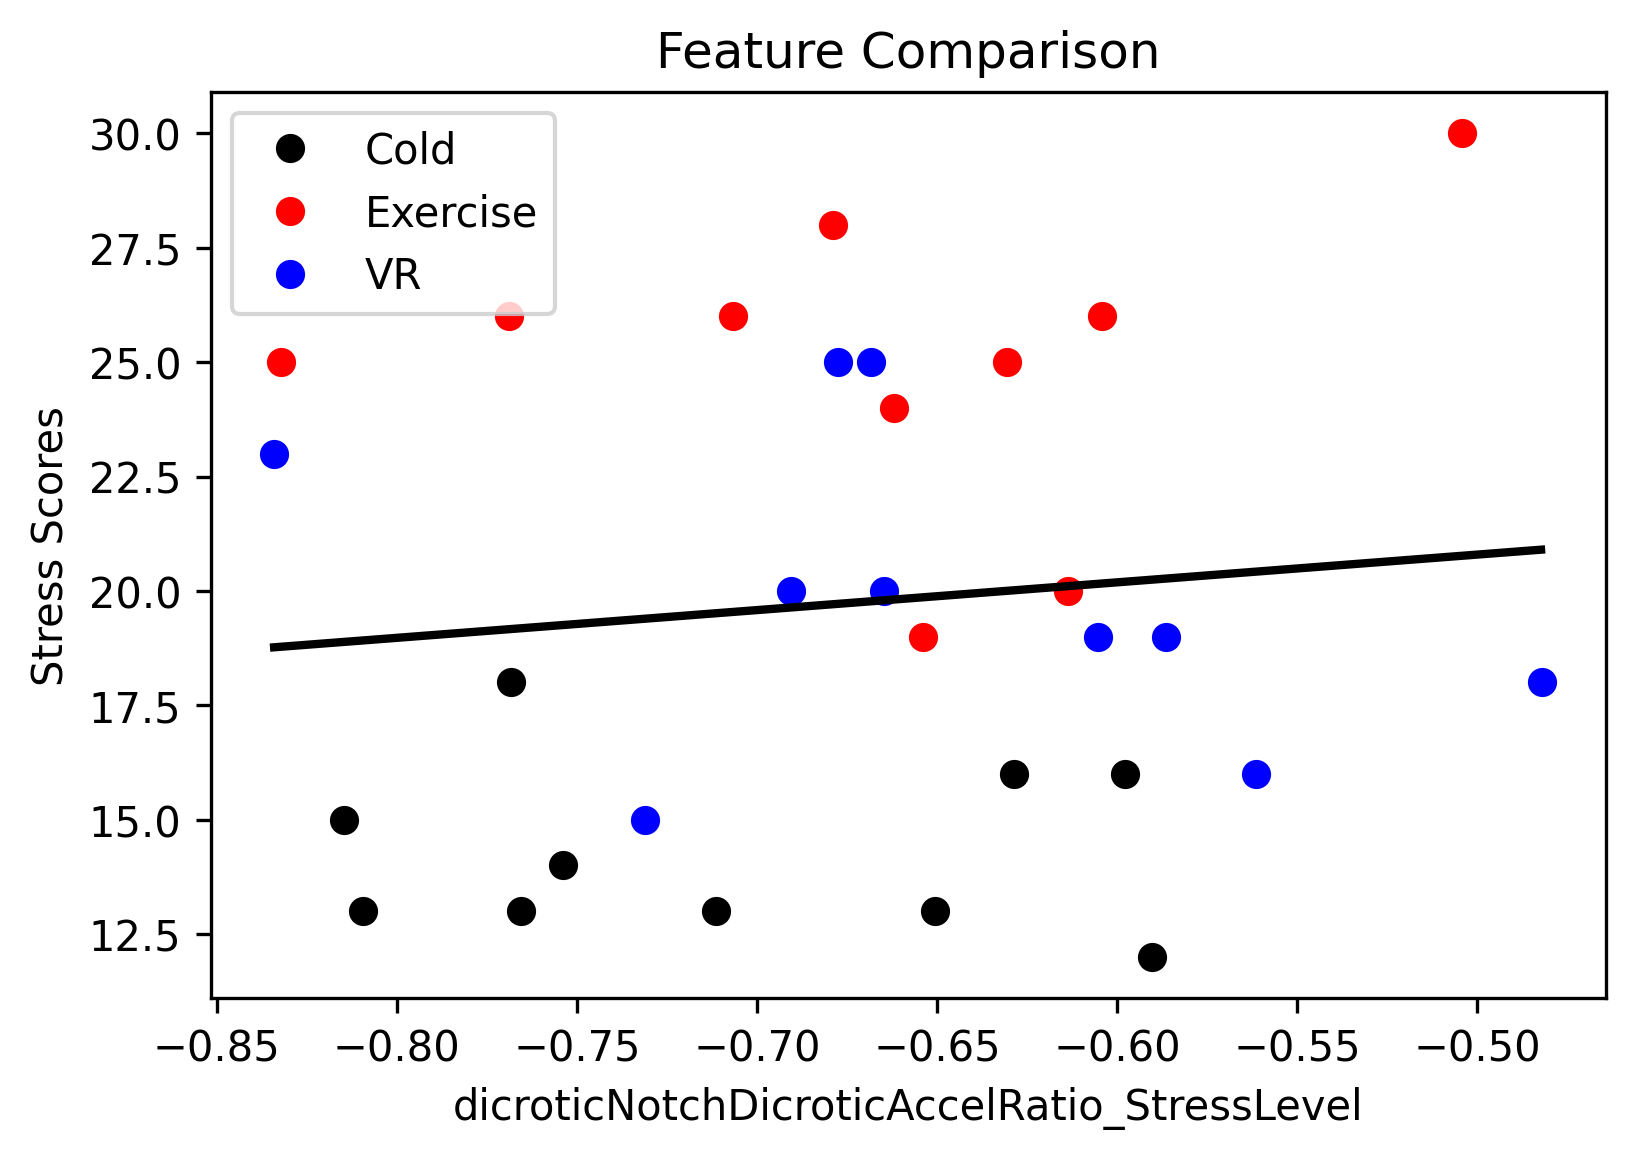 Feature Comparison
Cold
Exercise
VR
30.0
27.5
25.0
22.5
20.0
17.5
15.0
12.5
Stress Scores
−0.85 −0.80 −0.75 −0.70 −0.65 −0.60 −0.55 −0.50
dicroticNotchDicroticAccelRatio_StressLevel